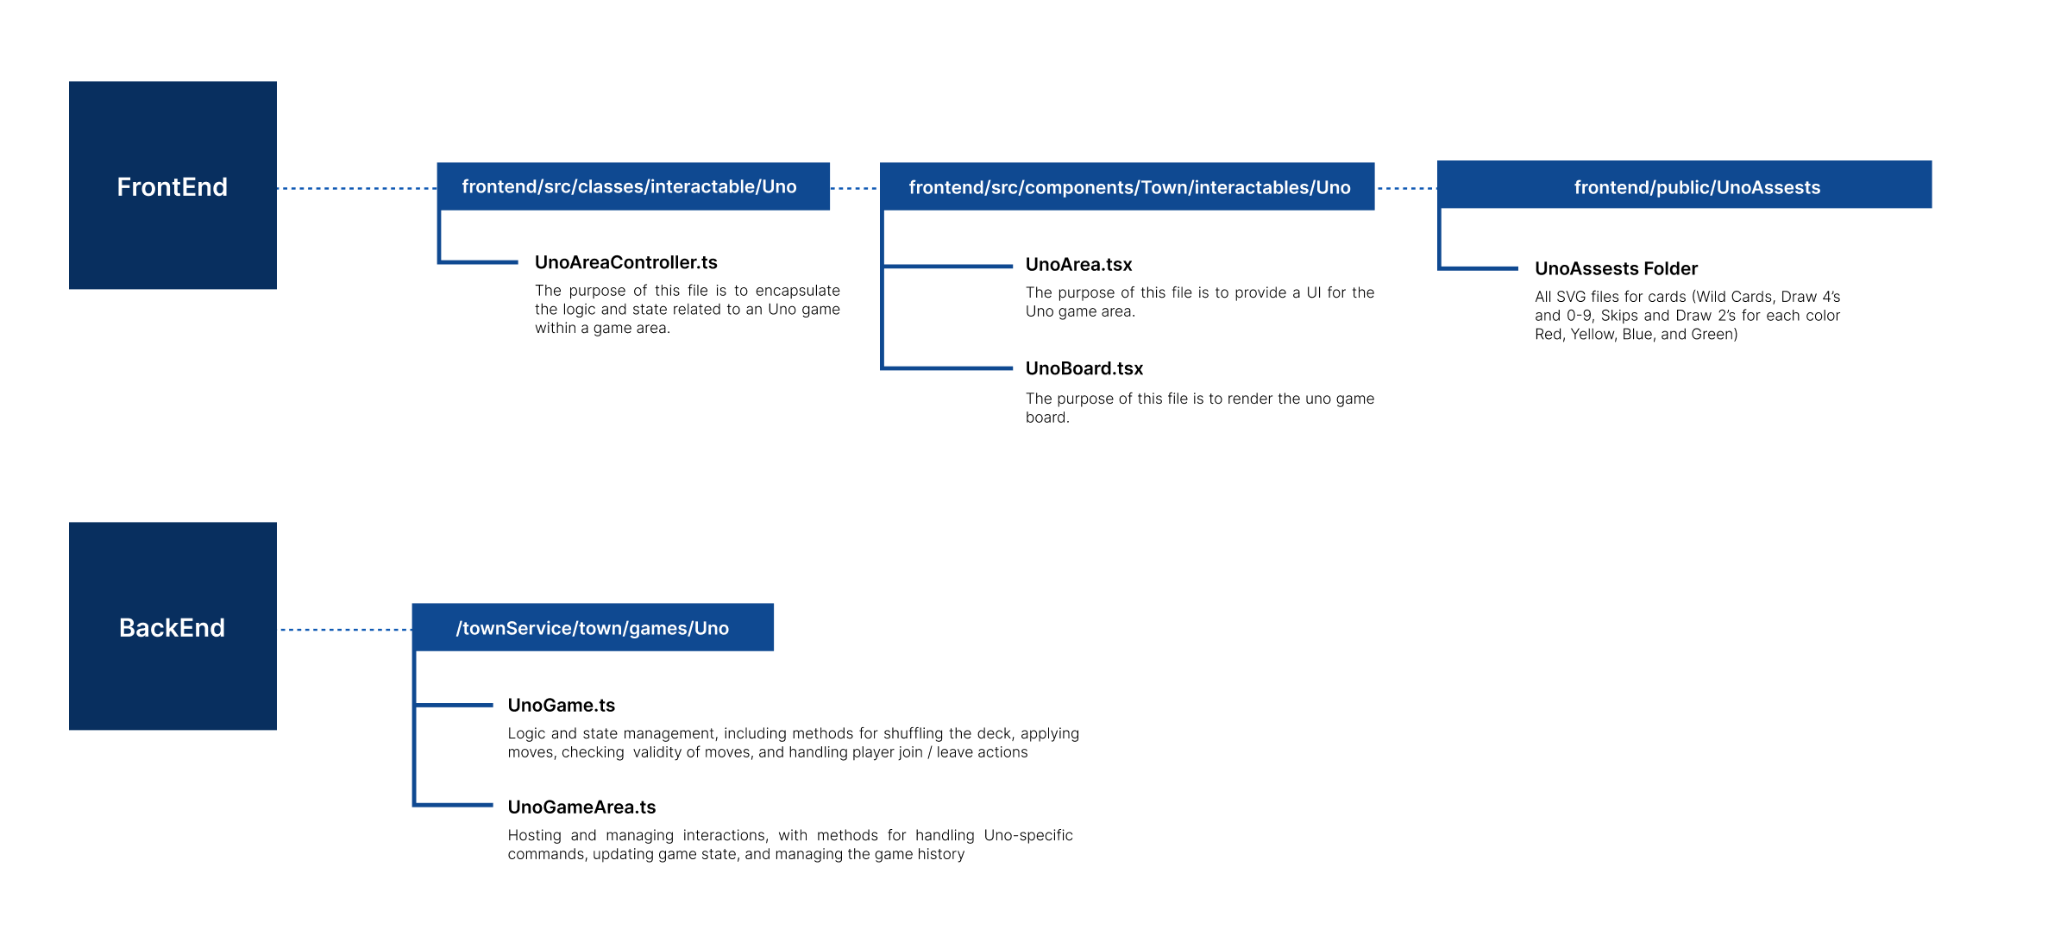 FrontEnd
frontend/src/classes/interactable/Uno
UnoAreaController.ts
The purpose of this file is to encapsulate
the logic and state related to an Uno game
within a game area.
frontend/src/components/Town/interactables/Uno
UnoArea.tsx
The purpose of this file is to provide a UI for the
Uno game area.
UnoBoard.tsx
The purpose of this file is to render the uno game
board.
frontend/public/UnoAssests
UnoAssests Folder
All SVG files for cards (Wild Cards, Draw 4’s
and 0-9, Skips and Draw 2’s for each color
Red, Yellow, Blue, and Green)
BackEnd
/townService/town/games/Uno
UnoGame.ts
Logic and state management, including methods for shuffling the deck, applying
moves, checking  validity of moves, and handling player join / leave actions
UnoGameArea.ts
Hosting and managing interactions, with methods for handling Uno-specific
commands, updating game state, and managing the game history